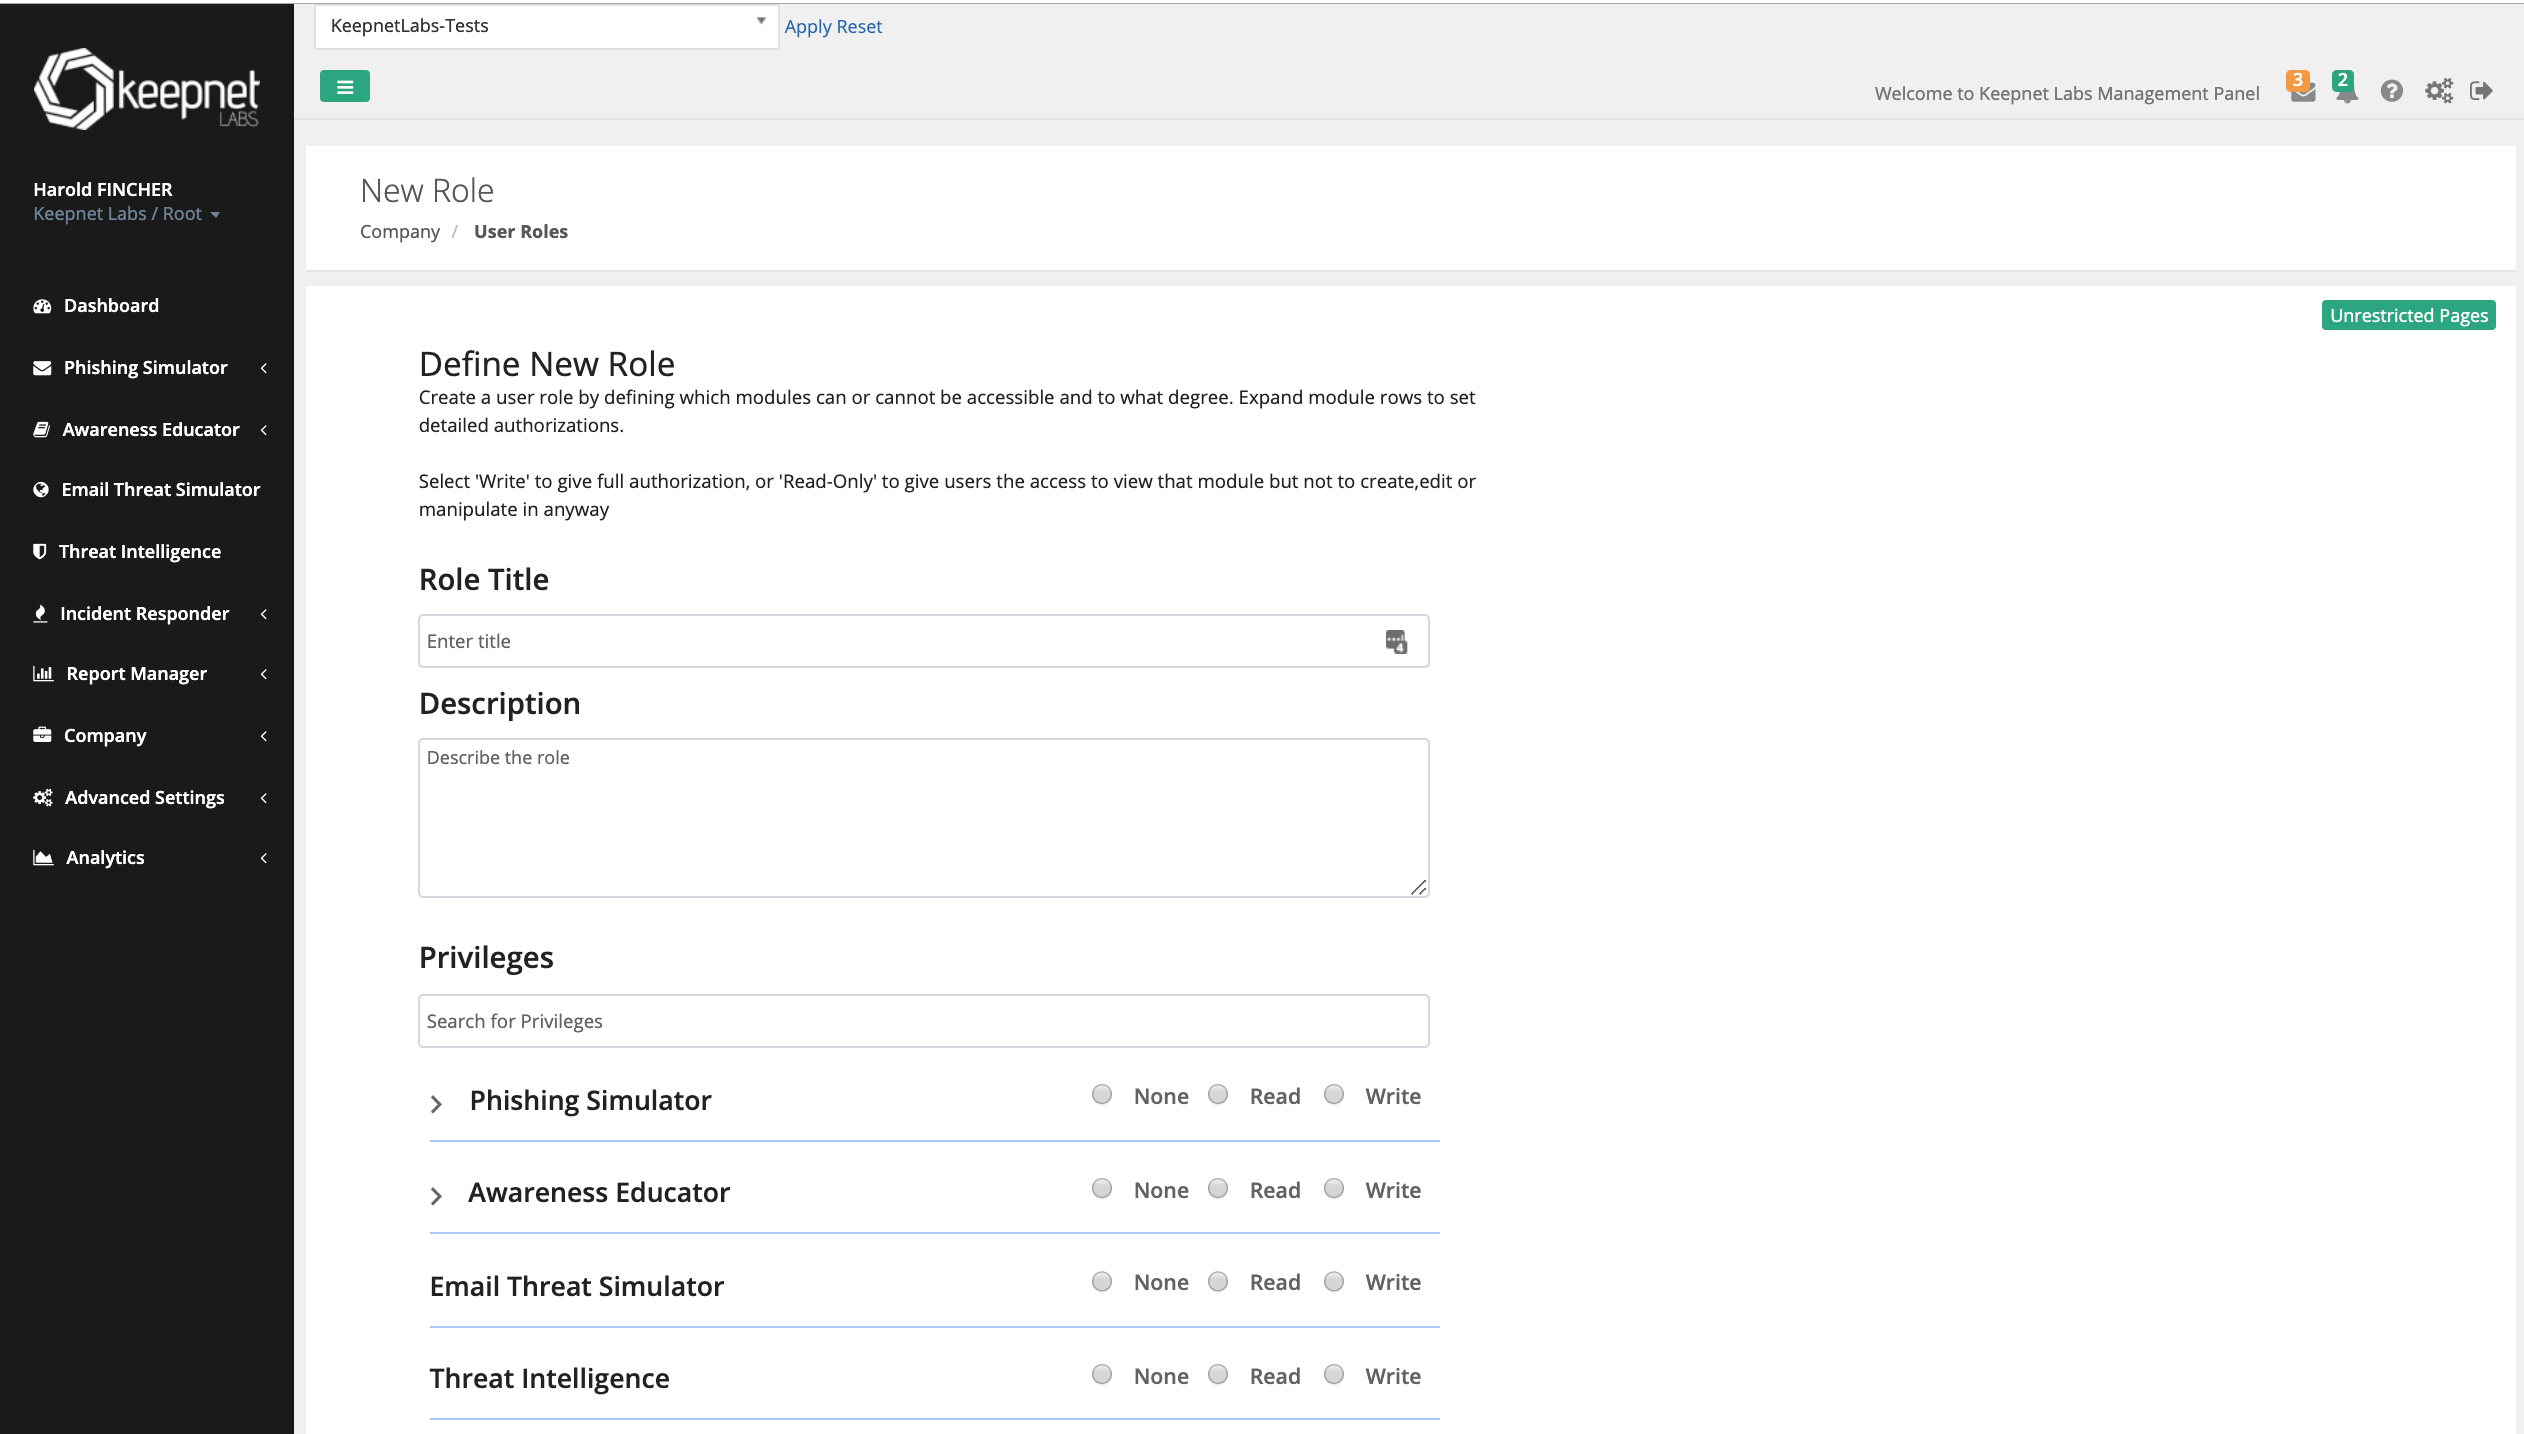 KeepnetLabs-Tests
Apply Reset
Welcome to Keepnet Labs Management Panel
3
2
keepnet
LABS
Harold FINCHER
Keepnet Labs / Root
Dashboard
Phishing Simulator
Awareness Educator
Email Threat Simulator
Threat Intelligence
Incident Responder
Report Manager
Company
Advanced Settings
Analytics
New Role
Company / User Roles
Unrestricted Pages
Define New Role
Create a user role by defining which modules can or cannot be accessible and to what degree. Expand module rows to set
detailed authorizations.
Select 'Write' to give full authorization, or 'Read-Only' to give users the access to view that module but not to create,edit or
manipulate in anyway
Role Title
Enter title
4
Description
Describe the role
Privileges
Search for Privileges
Phishing Simulator None Read Write
Awareness Educator None Read Write
Email Threat Simulator None Read Write
Threat Intelligence None Read Write